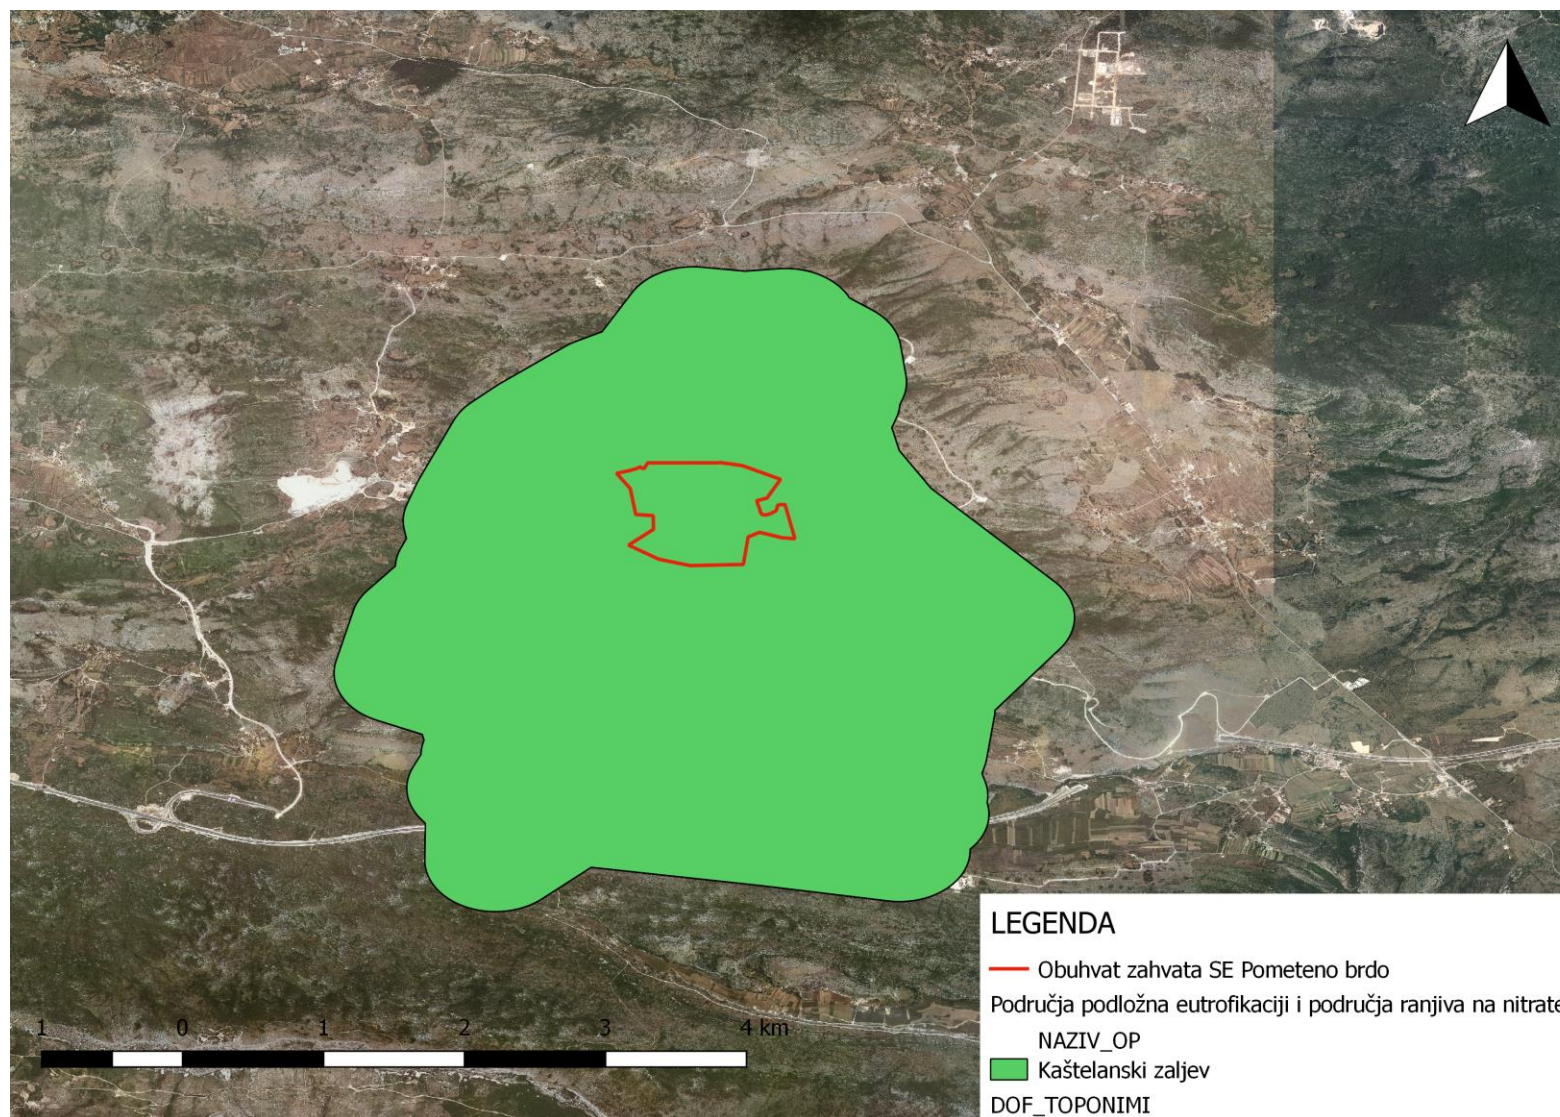 1 0 1 2 3 4 km
LEGENDA
Obuhvat zahvata SE Pometeno brdo
Područja podložna eutrofikaciji i područja ranjiva na nitrate
NAZIV_OP
Kaštelanski zaljev
DOF_TOPONIMI